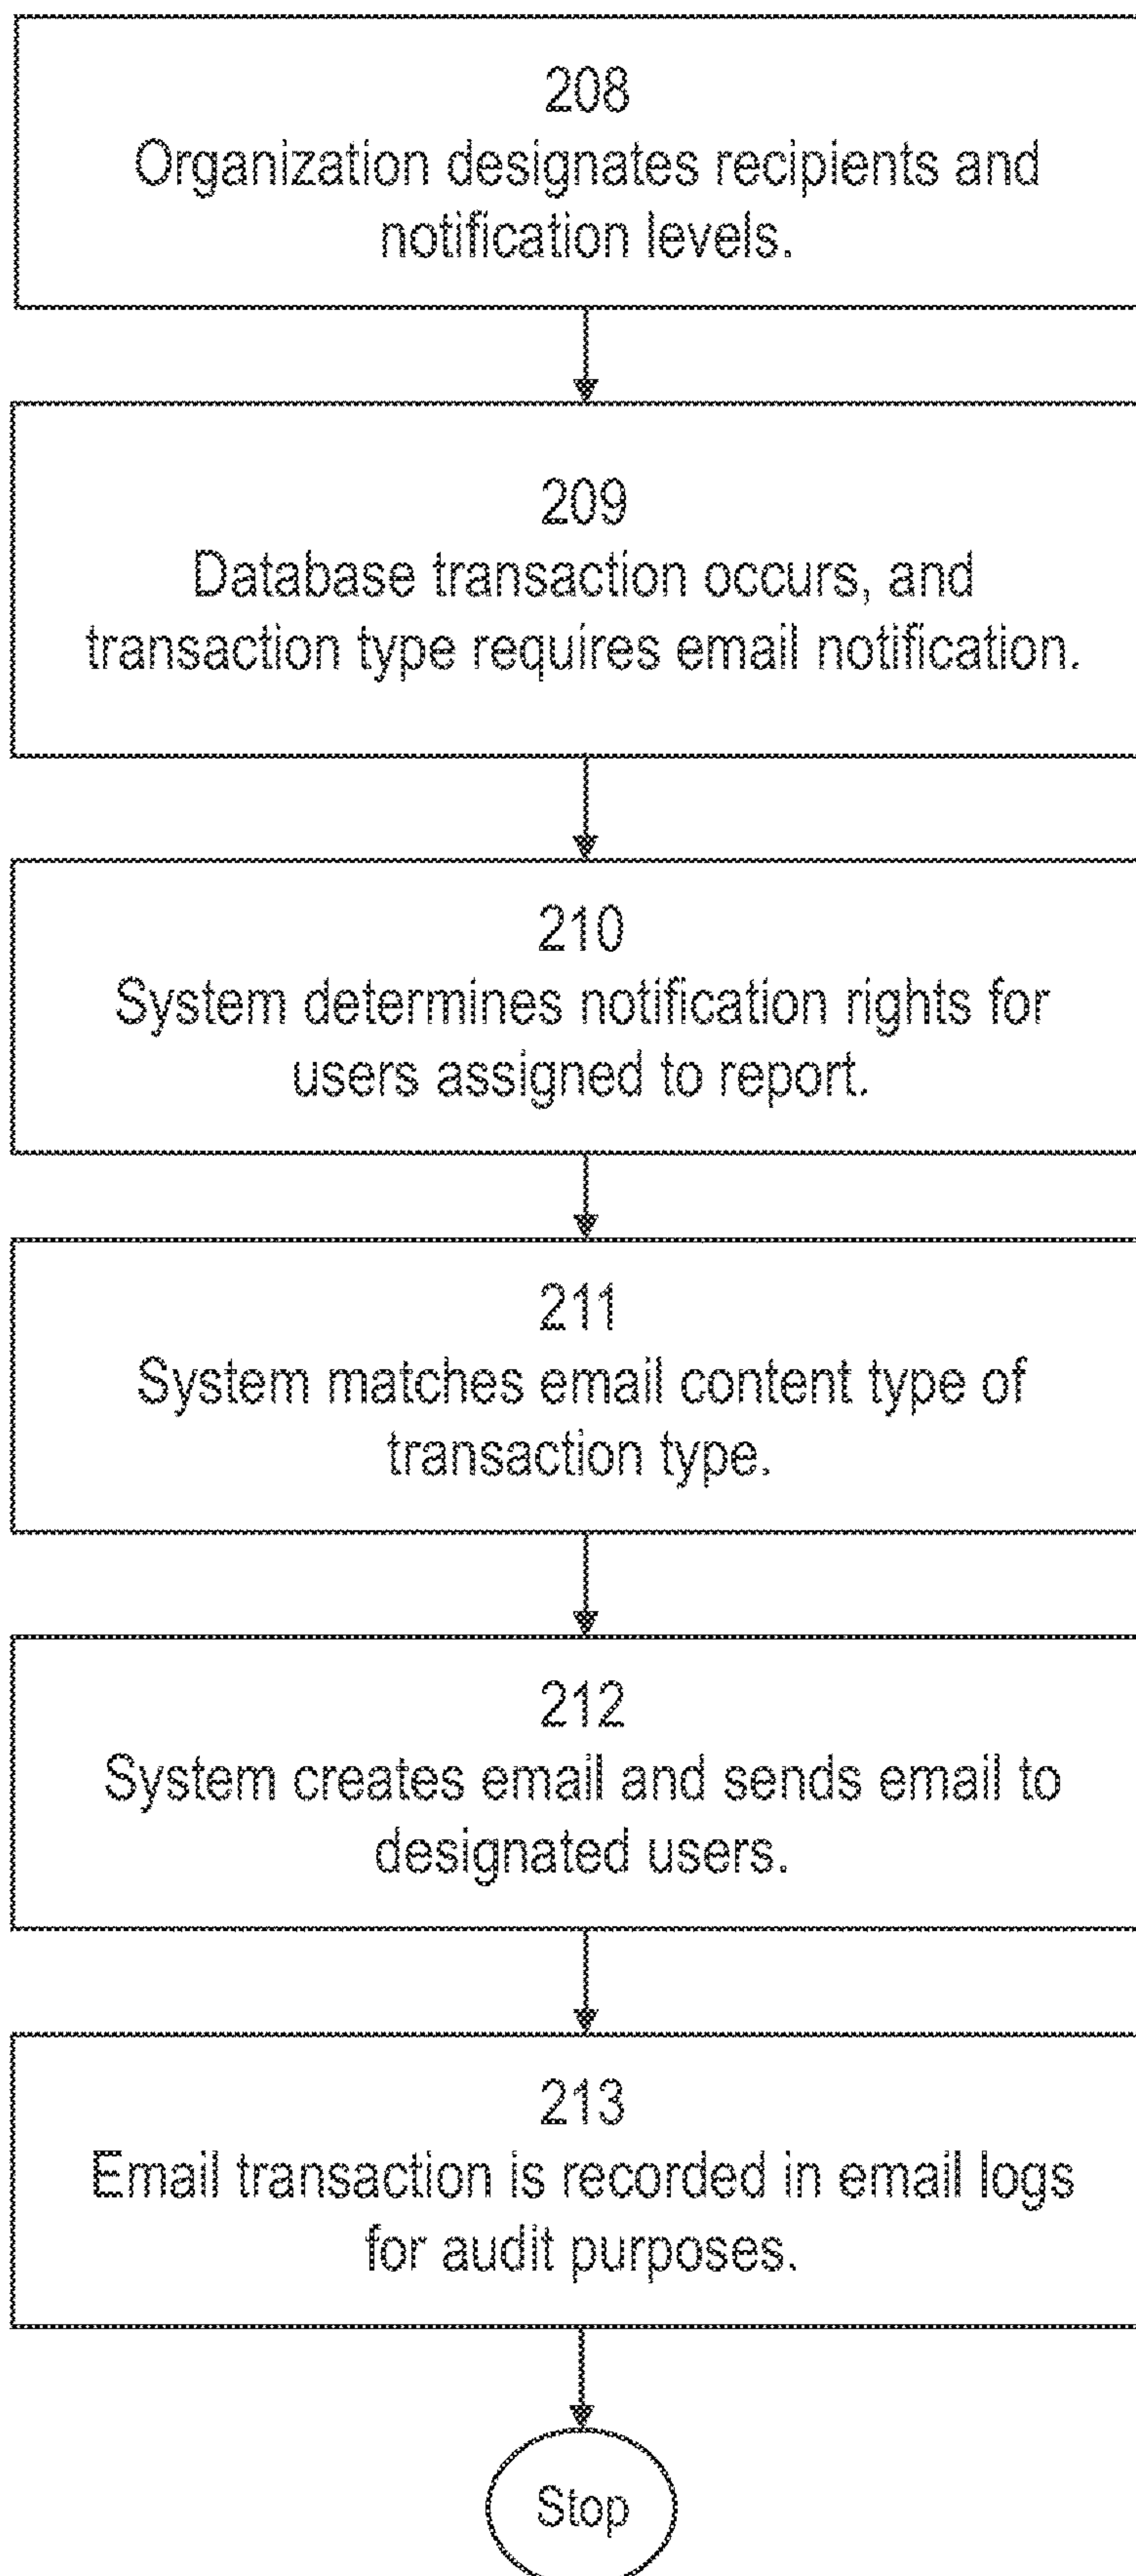 208
Organization designates recipients and
notification levels.
209
Database transaction occurs, and
transaction type requires email notification.
210
System determines notification rights for
users assigned to report.
211
System matches email content type of
transaction type.
212
System creates email and sends email to
designated users.
213
Email transaction is recorded in email logs
for audit purposes.
Stop